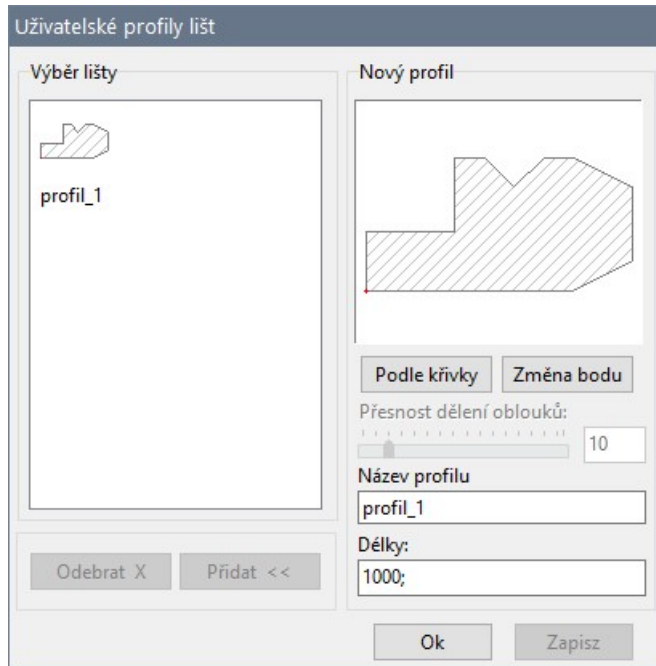 Uživatelské profily lišt
Výběr lišty
profil_1
Odebrat X
Přidat <<
Nový profil
Podle křivky
Změna bodu
Přesnost dělení oblouků:
10
Název profilu
profil_1
Délky:
1000;
Ok
Zapisz